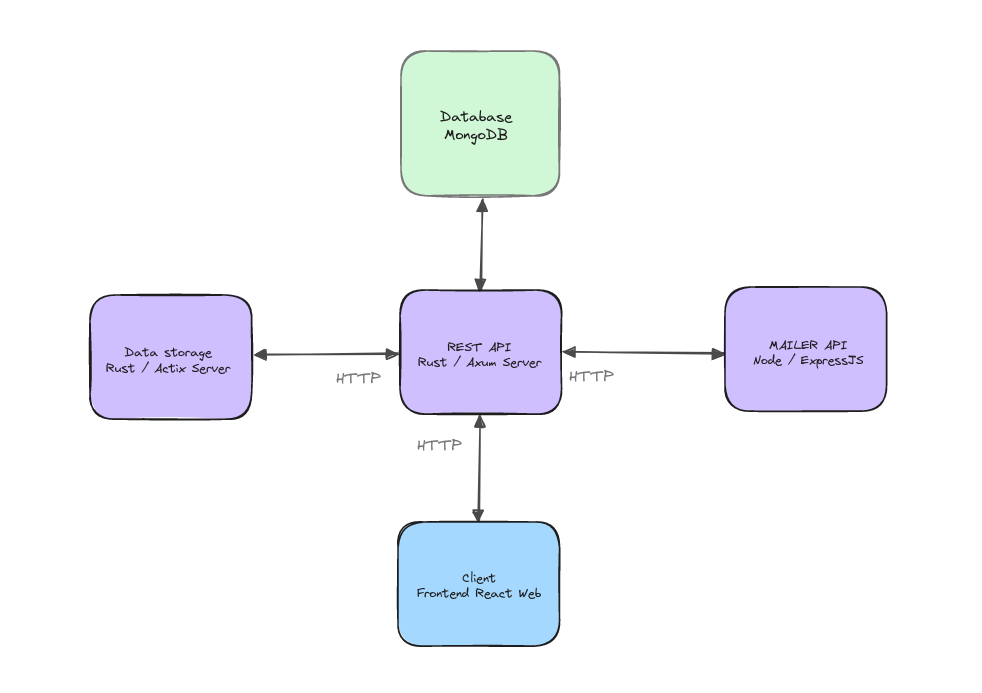 Database
MongoDB
Data storage
Rust / Actix Server
HTTP
REST API
Rust / Axum Server
HTTP
MAILER API
Node / ExpressJS
HTTP
Client
Frontend React Web